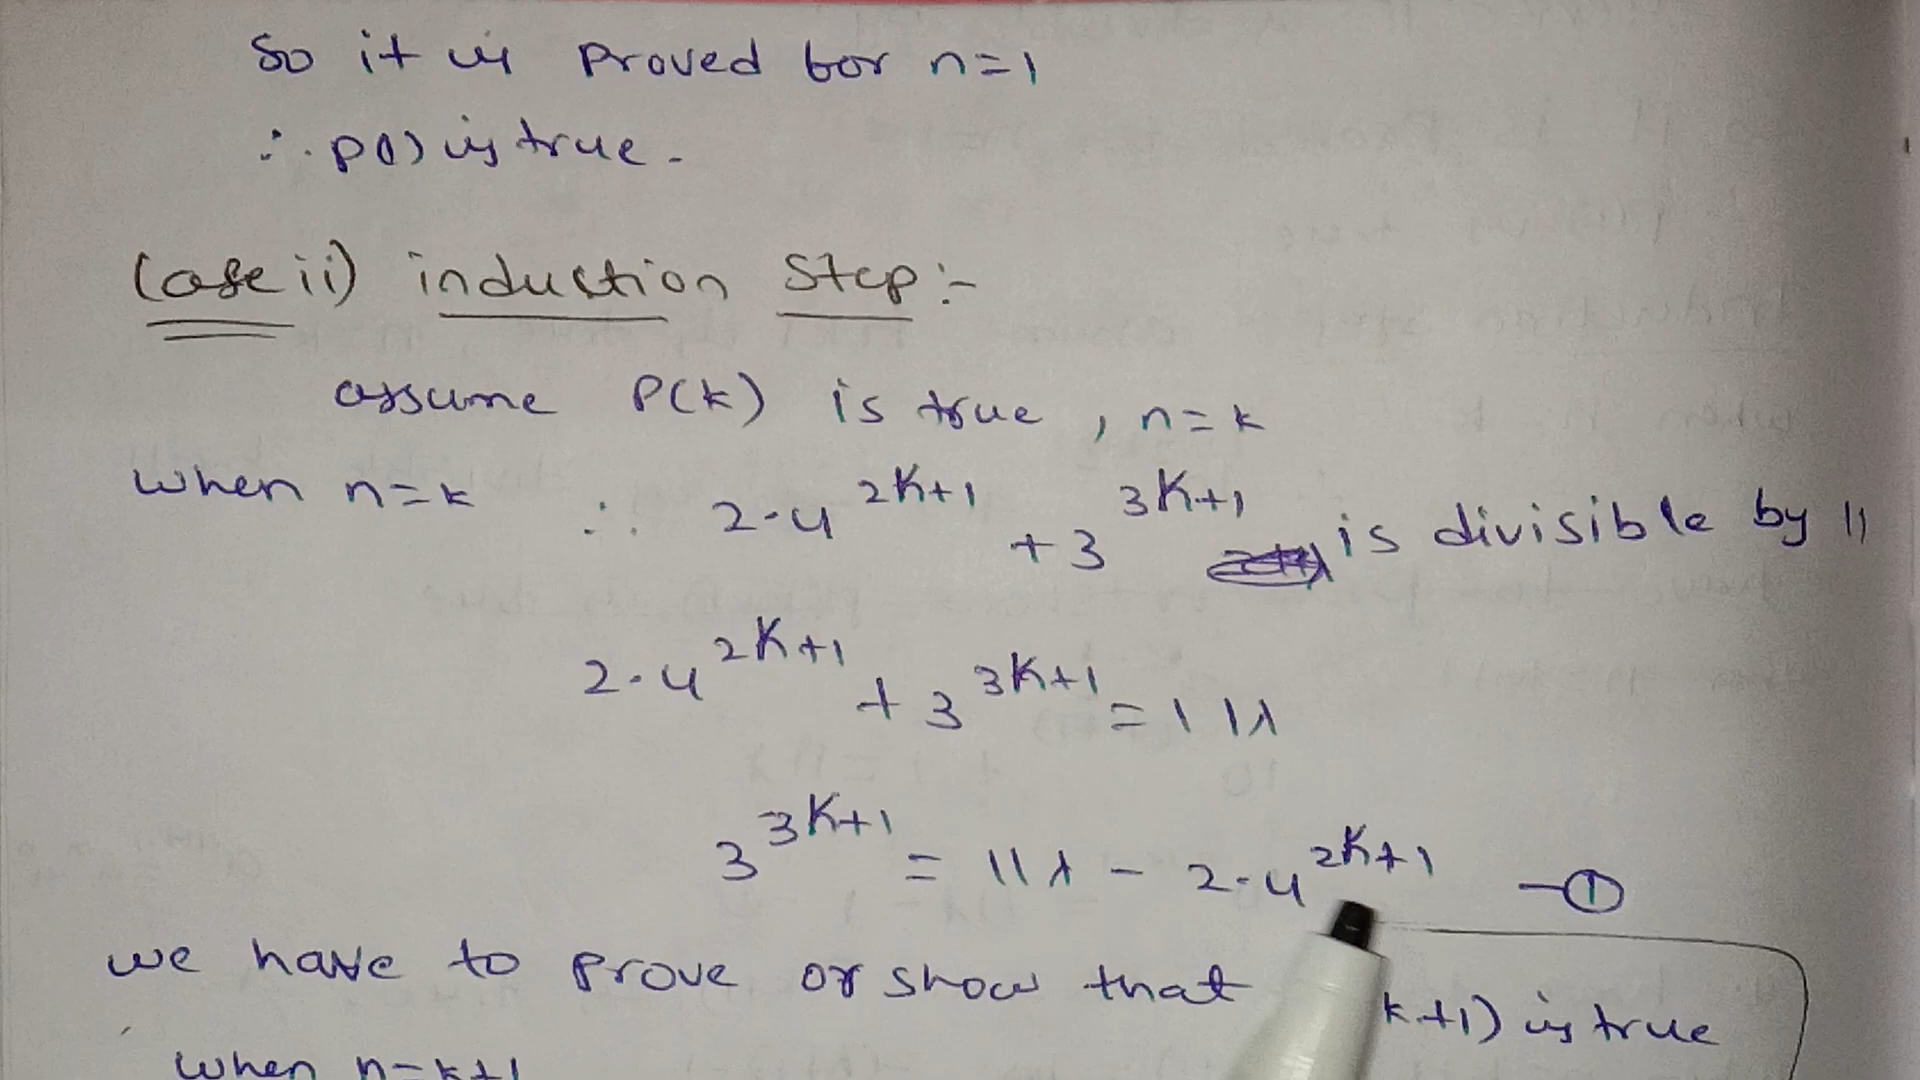 So it is Proved for n=1
∴ P(1) is true.
(Case ii) induction Step:-
assume P(k) is true, n=k
when n=k ∴ 2·4^2K+1 + 3^3K+1 is divisible by 11
2·4^2K+1 + 3^3K+1 = 11λ
3^3K+1 = 11λ - 2·4^2K+1 —①
we have to prove or show that k+1) is true
when n=k+1